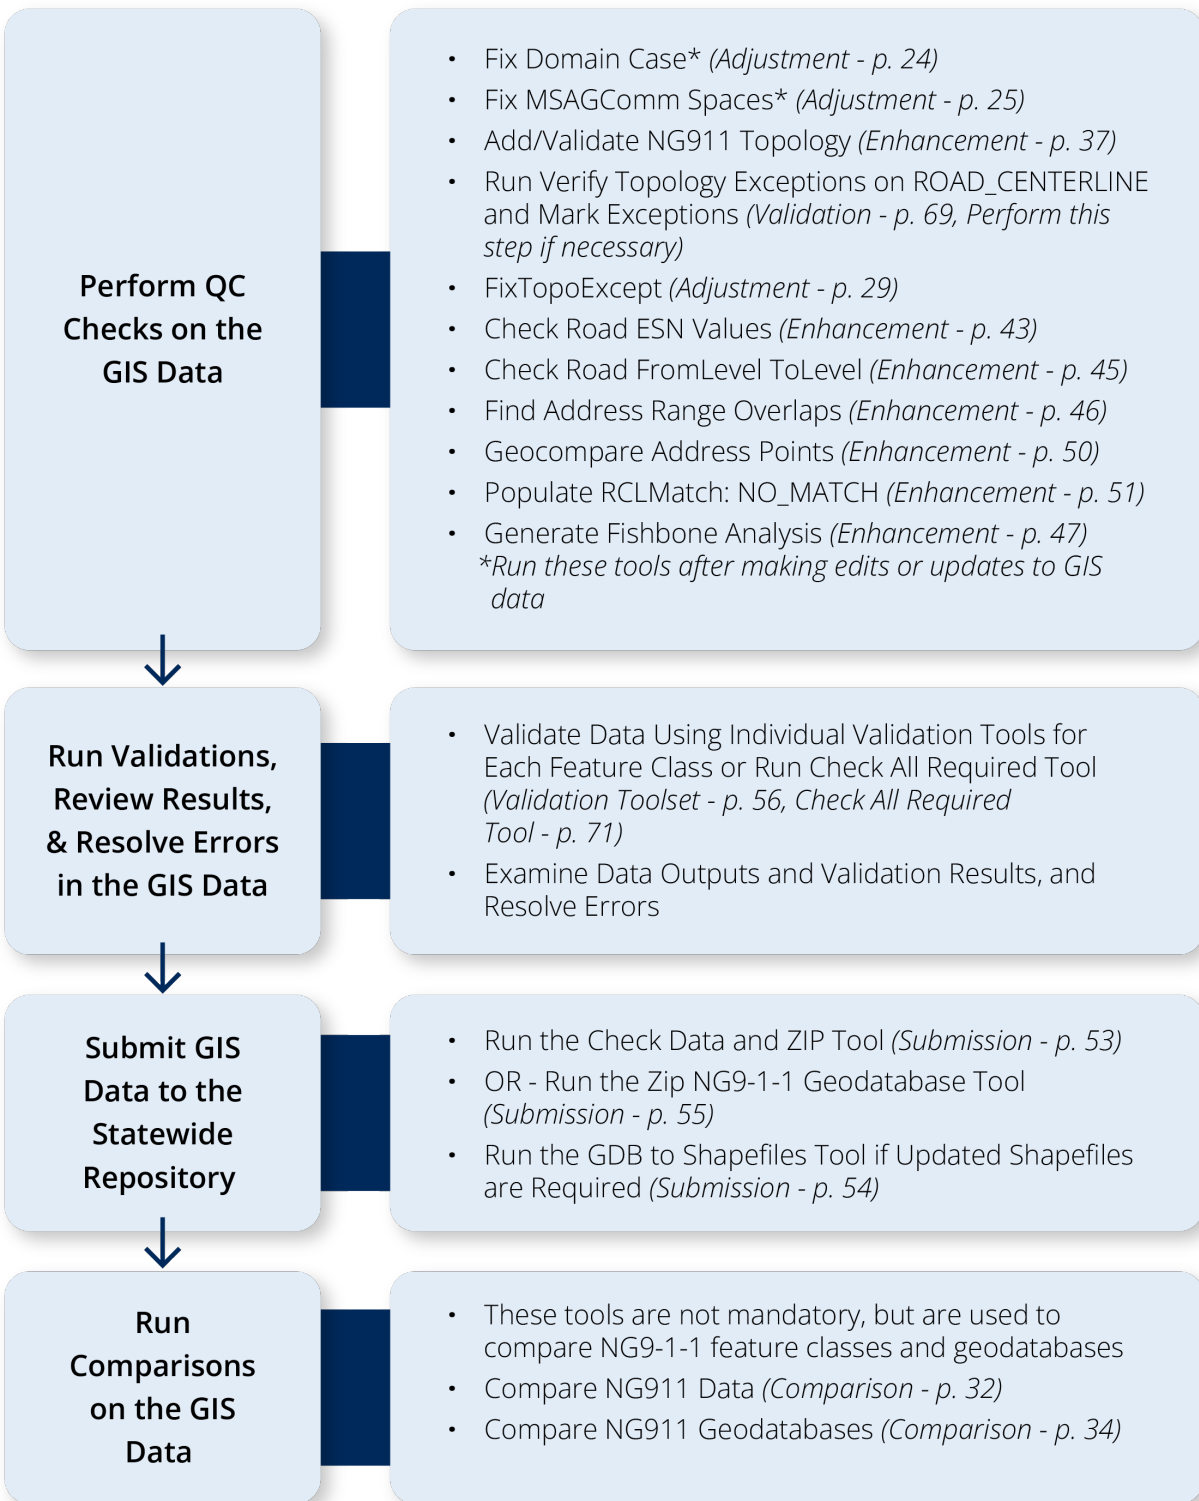 Perform QC
Checks on the
GIS Data
• Fix Domain Case* (Adjustment - p. 24)
• Fix MSAGComm Spaces* (Adjustment - p. 25)
• Add/Validate NG911 Topology (Enhancement - p. 37)
• Run Verify Topology Exceptions on ROAD_CENTERLINE
and Mark Exceptions (Validation - p. 69, Perform this
step if necessary)
• FixTopoExcept (Adjustment - p. 29)
• Check Road ESN Values (Enhancement - p. 43)
• Check Road FromLevel ToLevel (Enhancement - p. 45)
• Find Address Range Overlaps (Enhancement - p. 46)
• Geocompare Address Points (Enhancement - p. 50)
• Populate RCLMatch: NO_MATCH (Enhancement - p. 51)
• Generate Fishbone Analysis (Enhancement - p. 47)
*Run these tools after making edits or updates to GIS
data
Run Validations,
Review Results,
& Resolve Errors
in the GIS Data
• Validate Data Using Individual Validation Tools for
Each Feature Class or Run Check All Required Tool
(Validation Toolset - p. 56, Check All Required
Tool - p. 71)
• Examine Data Outputs and Validation Results, and
Resolve Errors
Submit GIS
Data to the
Statewide
Repository
• Run the Check Data and ZIP Tool (Submission - p. 53)
• OR - Run the Zip NG9-1-1 Geodatabase Tool
(Submission - p. 55)
• Run the GDB to Shapefiles Tool if Updated Shapefiles
are Required (Submission - p. 54)
Run
Comparisons
on the GIS
Data
• These tools are not mandatory, but are used to
compare NG9-1-1 feature classes and geodatabases
• Compare NG911 Data (Comparison - p. 32)
• Compare NG911 Geodatabases (Comparison - p. 34)